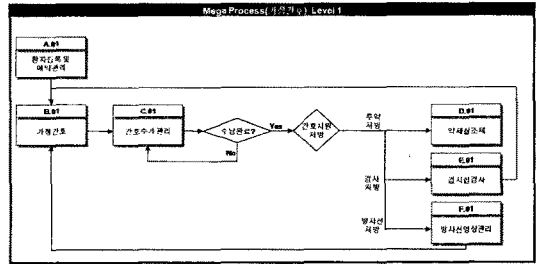 Mega Process(가정간호) Level 1
A.01
환자등록 및
예약관리
B.01
가정간호
C.01
간호수가관리
수납완료?
Yes
No
간호지원
처방
투약
처방
D.01
약제실조제
검사
처방
E.01
검사실검사
방사선
처방
F.01
방사선영상관리